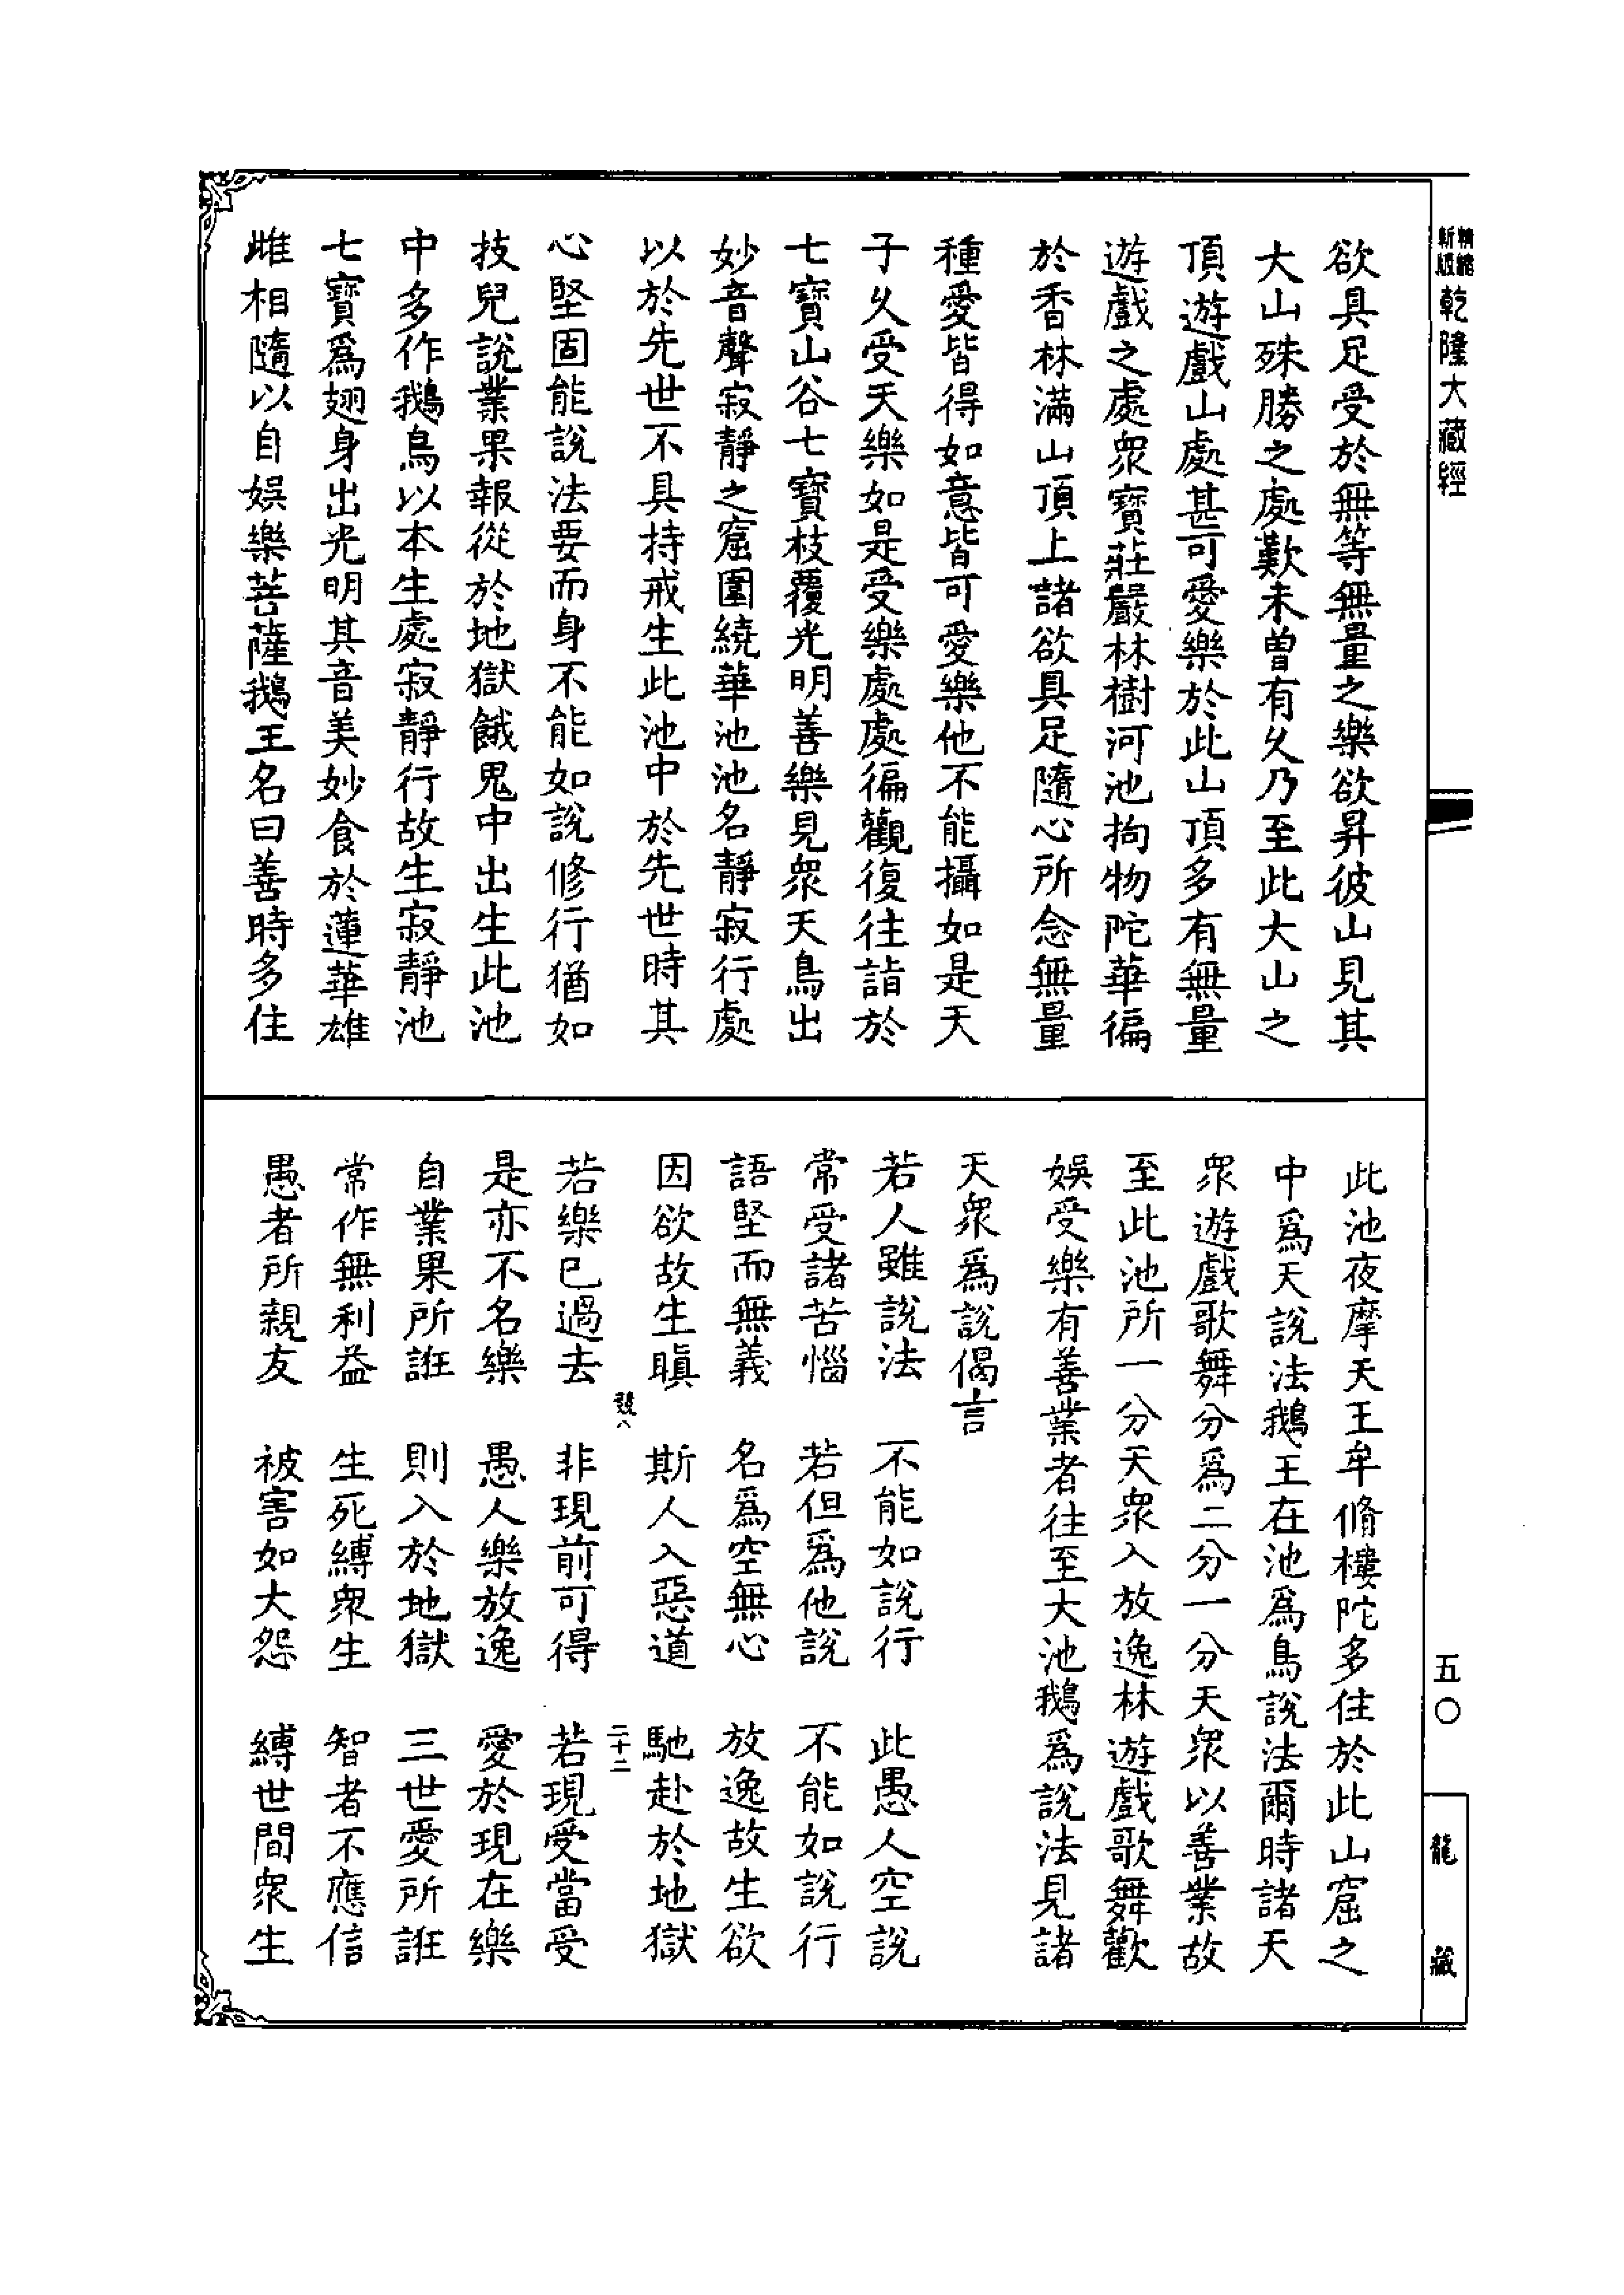 精縮
新版
乾隆大藏經
五〇
龍藏
欲具足受於無等無量之樂欲昇彼山見其
大山殊勝之處歎未曾有久乃至此大山之
頂遊戲山處甚可愛樂於此山頂多有無量
遊戲之處衆寶莊嚴林樹河池拘物陀華徧
於香林滿山頂上諸欲具足隨心所念無量
種愛皆得如意皆可愛樂他不能攝如是天
子久受天樂如是受樂處處徧觀復往詣於
七寶山谷七寶枝覆光明善樂見衆天鳥出
妙音聲寂靜之窟圍繞華池池名靜寂行處
以於先世不具持戒生此池中於先世時其
心堅固能說法要而身不能如說修行猶如
技兒說業果報從於地獄餓鬼中出生此池
中多作鵝鳥以本生處寂靜行故生寂靜池
七寶爲翅身出光明其音美妙食於蓮華雄
雌相隨以自娛樂菩薩鵝王名曰善時多住
此池夜摩天王牟脩樓陀多住於此山窟之
中爲天說法鵝王在池爲鳥說法爾時諸天
衆遊戲歌舞分爲二分一分天衆以善業故
至此池所一分天衆入放逸林遊戲歌舞歡
娛受樂有善業者往至大池鵝爲說法見諸
天衆爲說偈言
若人雖說法　不能如說行　此愚人空說
常受諸苦惱　若但爲他說　不能如說行
語堅而無義　名爲空無心　放逸故生欲
因欲故生瞋　斯人入惡道　馳赴於地獄
八　二十二
若樂已過去　非現前可得　若現受當受
是亦不名樂　愚人樂放逸　愛於現在樂
自業果所誑　則入於地獄　三世愛所誑
常作無利益　生死縛衆生　智者不應信
愚者所親友　被害如大怨　縛世間衆生